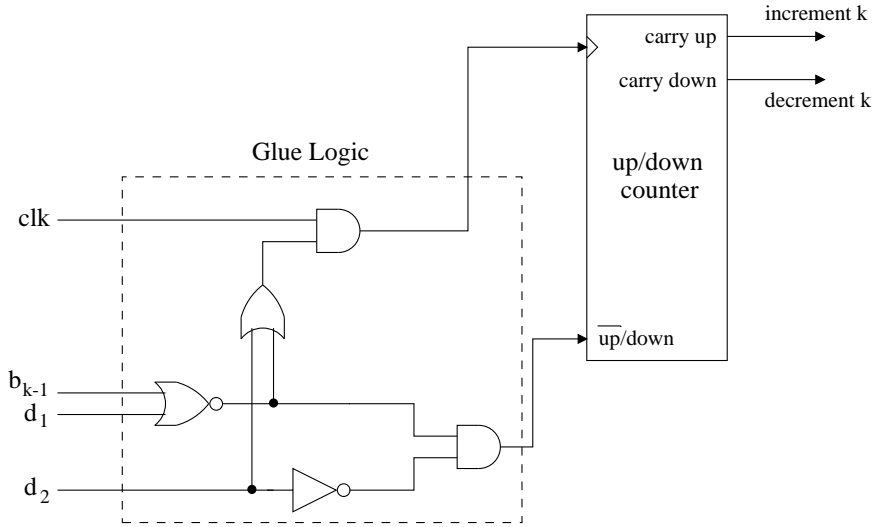 increment k
carry up
carry down
decrement k
Glue Logic
up/down
counter
clk
up/down
b k-1
d 1
d 2